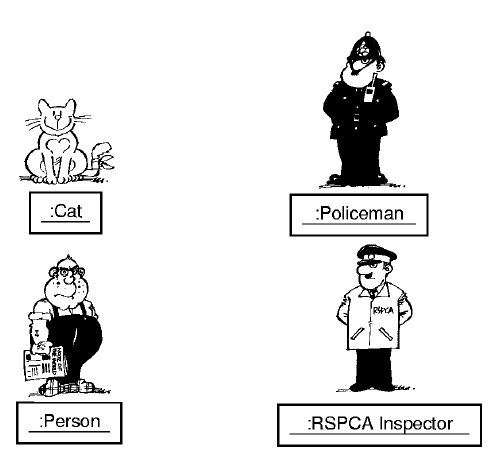 :Cat
:Policeman
RSPCA
:Person
:RSPCA Inspector